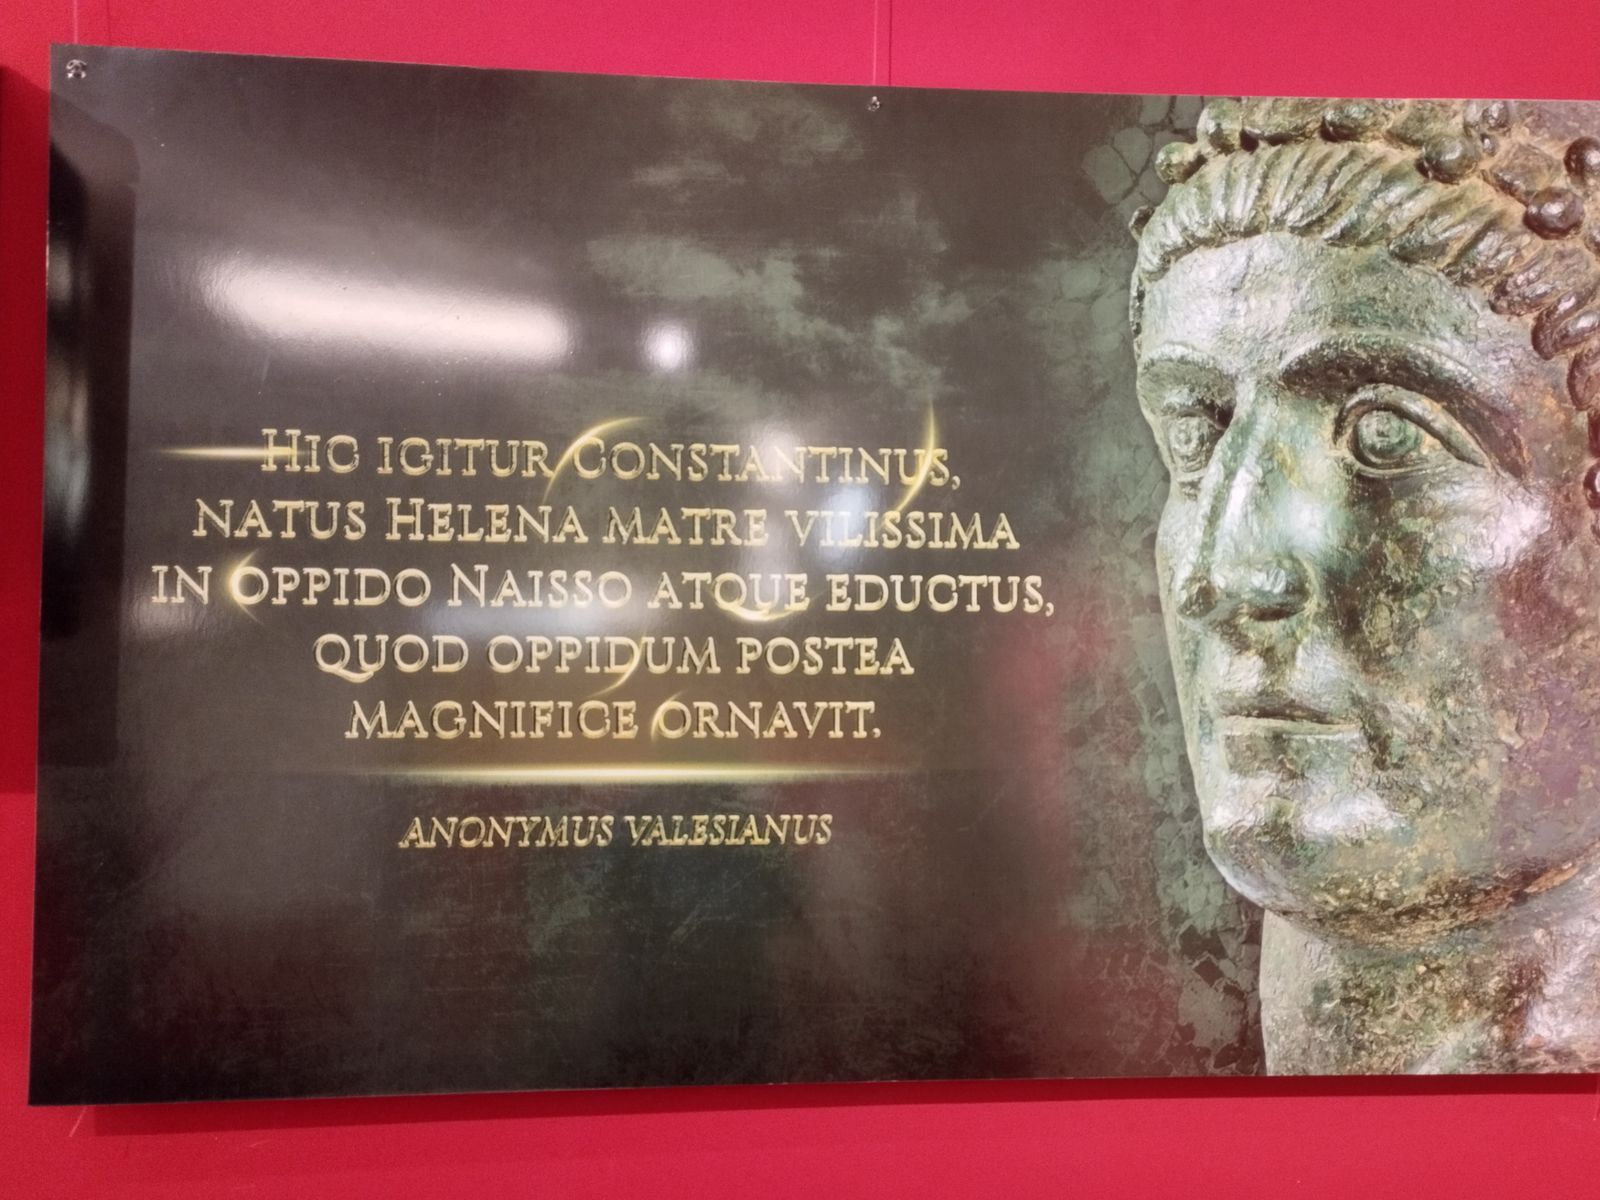 HIC IGITUR CONSTANTINUS,
NATUS HELENA MATRE VILISSIMA
IN OPPIDO NAISSO ATQUE EDUCTUS,
QUOD OPPIDUM POSTEA
MAGNIFICE ORNAVIT.
ANONYMUS VALESIANUS